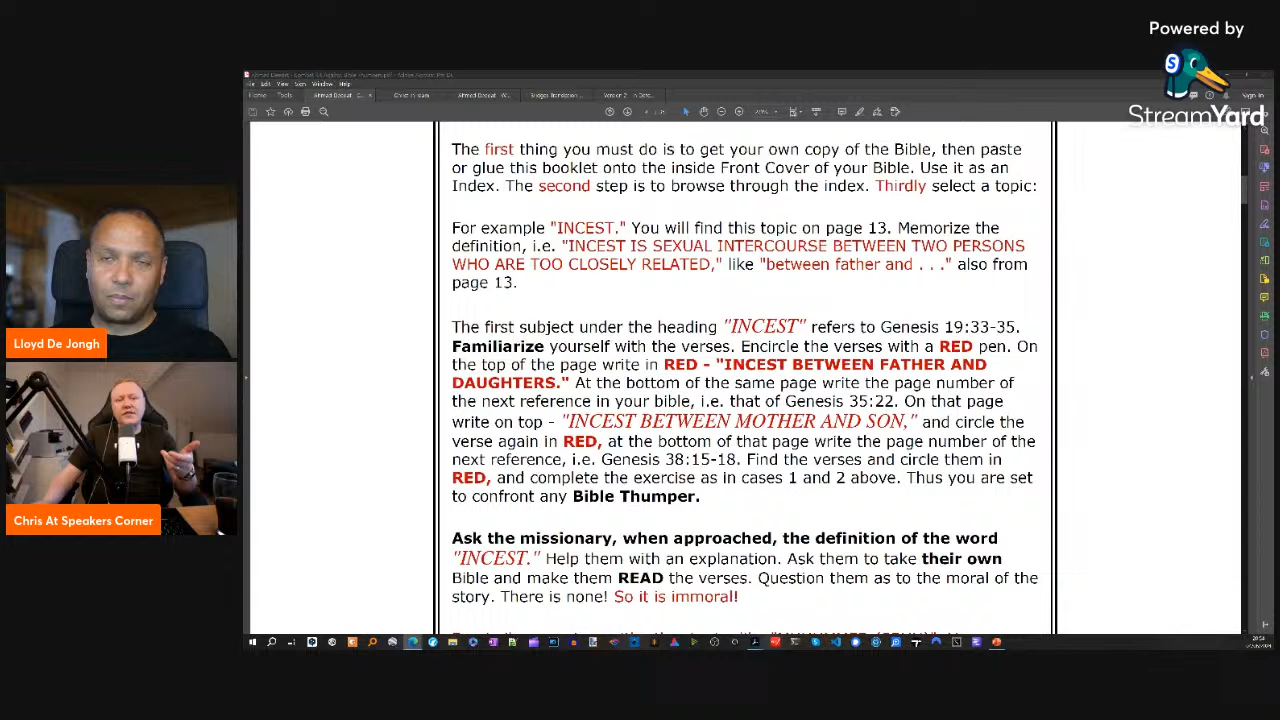 Powered by
S
StreamYard
Home Tools Ahmad Deedat - C... Christ in Islam Ahmad Deedat - W...
Sign In
The first thing you must do is to get your own copy of the Bible, then paste
or glue this booklet onto the inside Front Cover of your Bible. Use it as an
Index. The second step is to browse through the index. Thirdly select a topic:
For example "INCEST." You will find this topic on page 13. Memorize the
definition, i.e. "INCEST IS SEXUAL INTERCOURSE BETWEEN TWO PERSONS
WHO ARE TOO CLOSELY RELATED," like "between father and . . ." also from
page 13.
The first subject under the heading "INCEST" refers to Genesis 19:33-35.
Familiarize yourself with the verses. Encircle the verses with a RED pen. On
the top of the page write in RED - "INCEST BETWEEN FATHER AND
DAUGHTERS." At the bottom of the same page write the page number of
the next reference in your bible, i.e. that of Genesis 35:22. On that page
write on top - "INCEST BETWEEN MOTHER AND SON," and circle the
verse again in RED, at the bottom of that page write the page number of the
next reference, i.e. Genesis 38:15-18. Find the verses and circle them in
RED, and complete the exercise as in cases 1 and 2 above. Thus you are set
to confront any Bible Thumper.
Ask the missionary, when approached, the definition of the word
"INCEST." Help them with an explanation. Ask them to take their own
Bible and make them READ the verses. Question them as to the moral of the
story. There is none! So it is immoral!
Lloyd De Jongh
Chris At Speakers Corner